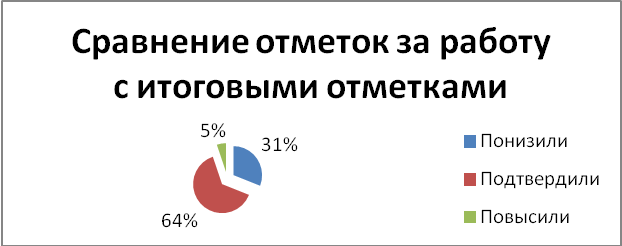 Сравнение отметок за работу
с итоговыми отметками
5%
31%
64%
Понизили
Подтвердили
Повысили